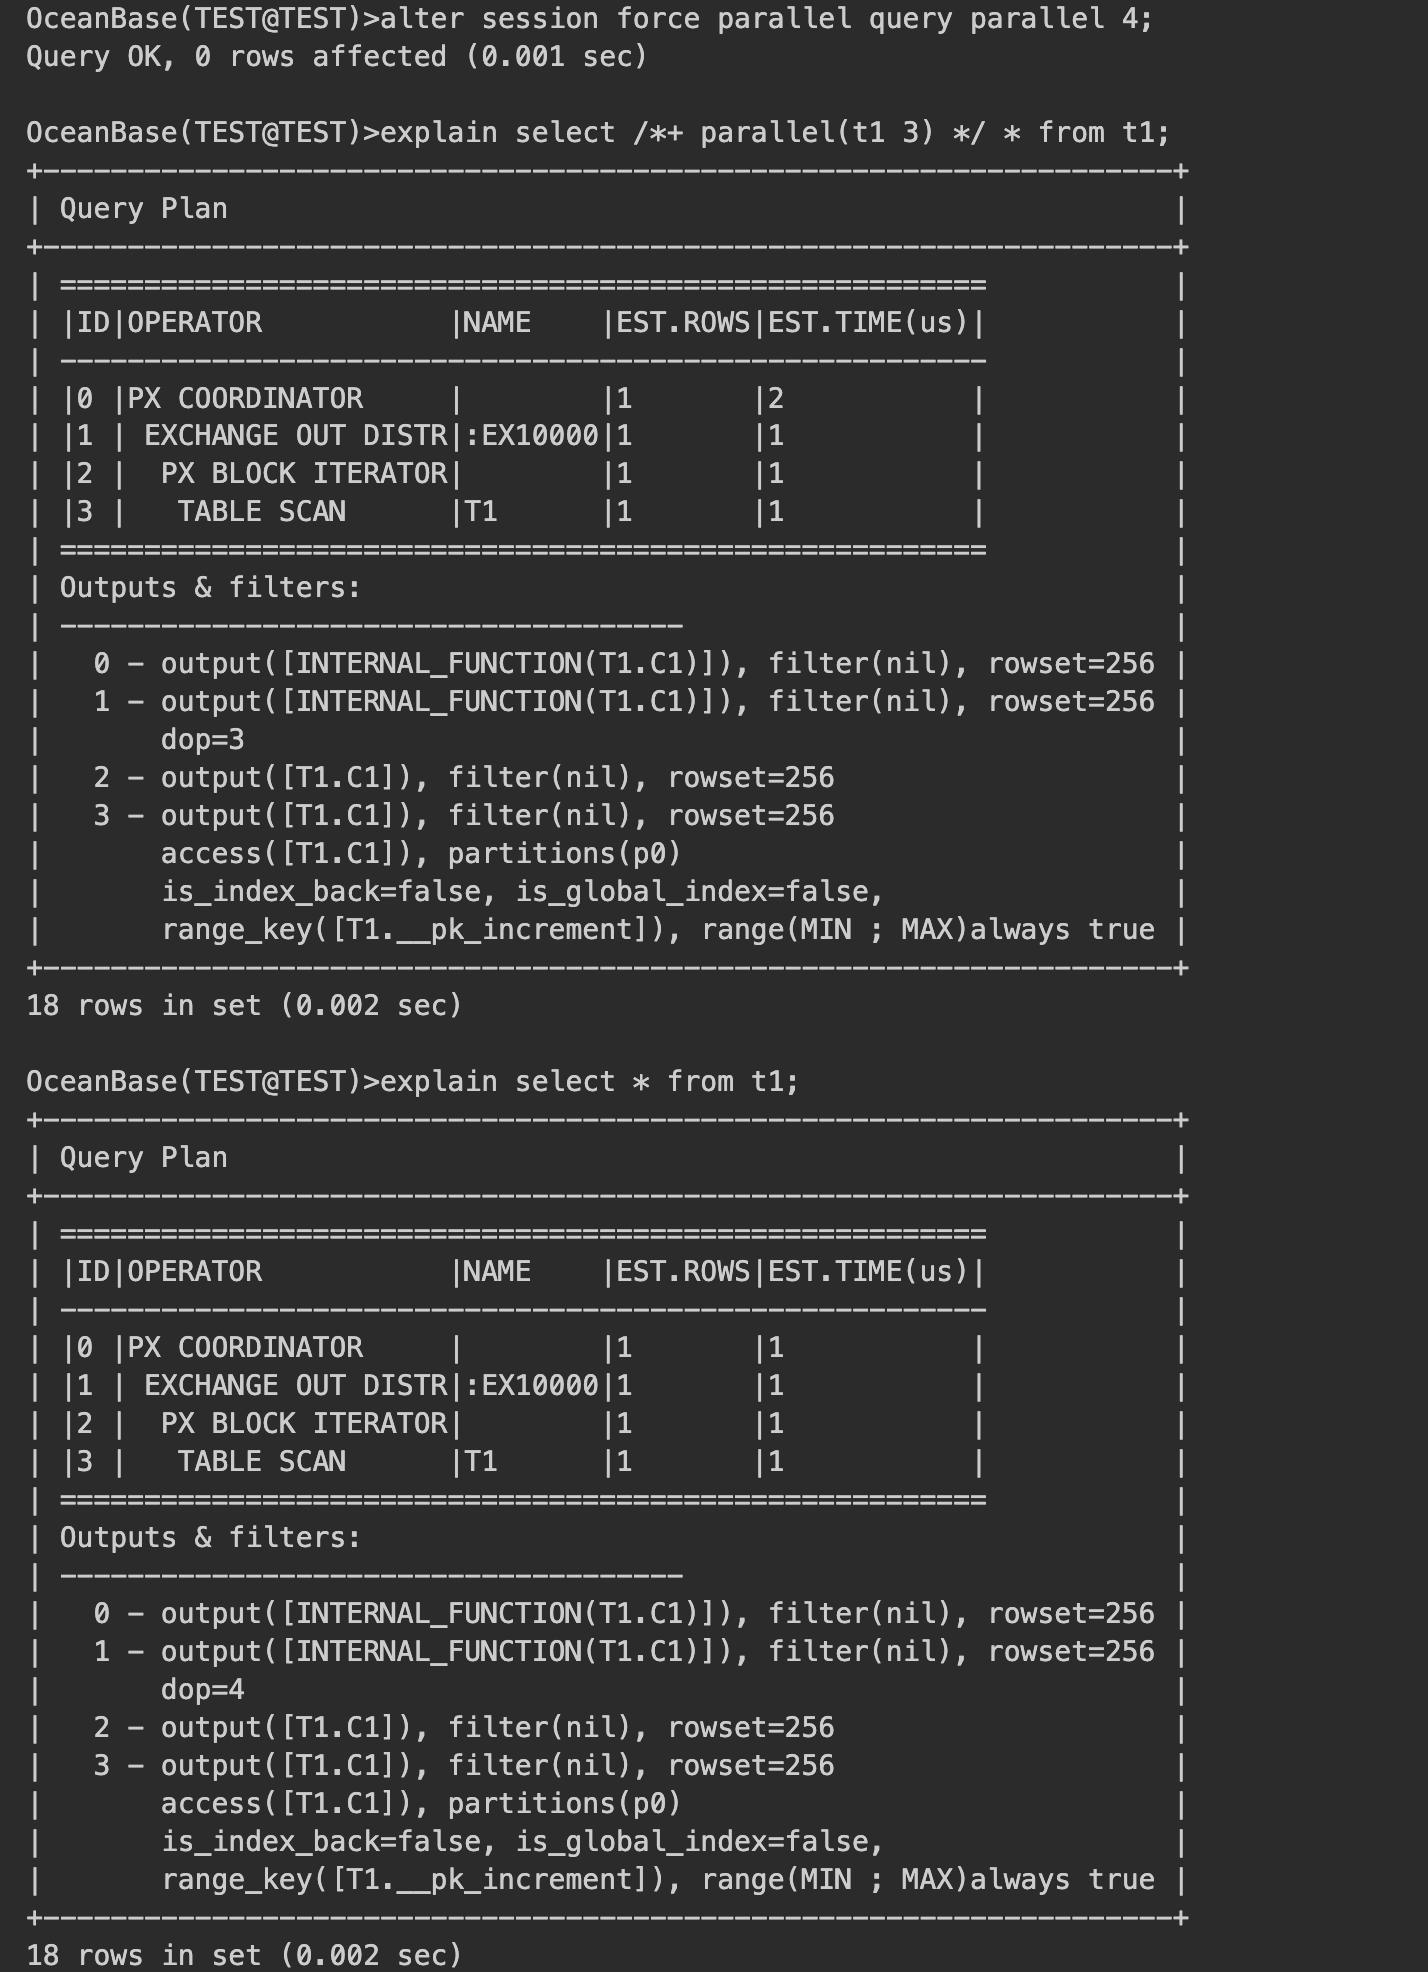 OceanBase(TEST@TEST)>alter session force parallel query parallel 4;
Query OK, 0 rows affected (0.001 sec)

OceanBase(TEST@TEST)>explain select /*+ parallel(t1 3) */ * from t1;
+-------------------------------------------------------------------+
| Query Plan                                                        |
+-------------------------------------------------------------------+
| =======================================================           |
| |ID|OPERATOR           |NAME    |EST.ROWS|EST.TIME(us)|           |
| -------------------------------------------------------           |
| |0 |PX COORDINATOR     |        |1       |2           |           |
| |1 | EXCHANGE OUT DISTR|:EX10000|1       |1           |           |
| |2 |  PX BLOCK ITERATOR|        |1       |1           |           |
| |3 |   TABLE SCAN      |T1      |1       |1           |           |
| =======================================================           |
| Outputs & filters:                                                |
| -------------------------------------                             |
|   0 - output([INTERNAL_FUNCTION(T1.C1)]), filter(nil), rowset=256 |
|   1 - output([INTERNAL_FUNCTION(T1.C1)]), filter(nil), rowset=256 |
|       dop=3                                                       |
|   2 - output([T1.C1]), filter(nil), rowset=256                    |
|   3 - output([T1.C1]), filter(nil), rowset=256                    |
|       access([T1.C1]), partitions(p0)                             |
|       is_index_back=false, is_global_index=false,                 |
|       range_key([T1.__pk_increment]), range(MIN ; MAX)always true |
+-------------------------------------------------------------------+
18 rows in set (0.002 sec)

OceanBase(TEST@TEST)>explain select * from t1;
+-------------------------------------------------------------------+
| Query Plan                                                        |
+-------------------------------------------------------------------+
| =======================================================           |
| |ID|OPERATOR           |NAME    |EST.ROWS|EST.TIME(us)|           |
| -------------------------------------------------------           |
| |0 |PX COORDINATOR     |        |1       |1           |           |
| |1 | EXCHANGE OUT DISTR|:EX10000|1       |1           |           |
| |2 |  PX BLOCK ITERATOR|        |1       |1           |           |
| |3 |   TABLE SCAN      |T1      |1       |1           |           |
| =======================================================           |
| Outputs & filters:                                                |
| -------------------------------------                             |
|   0 - output([INTERNAL_FUNCTION(T1.C1)]), filter(nil), rowset=256 |
|   1 - output([INTERNAL_FUNCTION(T1.C1)]), filter(nil), rowset=256 |
|       dop=4                                                       |
|   2 - output([T1.C1]), filter(nil), rowset=256                    |
|   3 - output([T1.C1]), filter(nil), rowset=256                    |
|       access([T1.C1]), partitions(p0)                             |
|       is_index_back=false, is_global_index=false,                 |
|       range_key([T1.__pk_increment]), range(MIN ; MAX)always true |
+-------------------------------------------------------------------+
18 rows in set (0.002 sec)